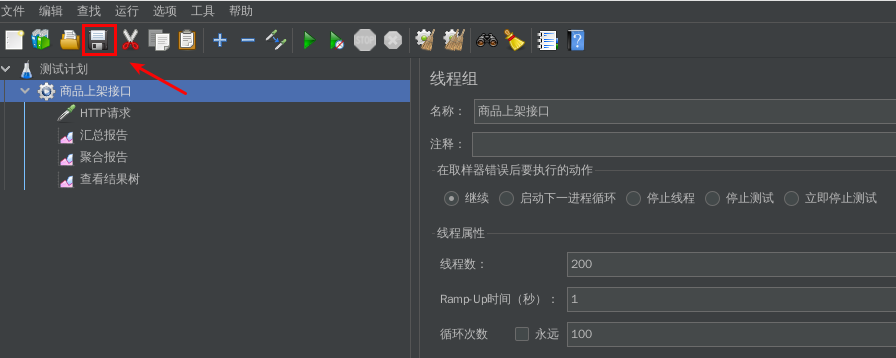 文件 编辑 查找 运行 选项 工具 帮助
测试计划
商品上架接口
HTTP请求
汇总报告
聚合报告
查看结果树
线程组
名称： 商品上架接口
注释：
在取样器错误后要执行的动作
继续 启动下一进程循环 停止线程 停止测试 立即停止测试
线程属性
线程数： 200
Ramp-Up时间（秒）： 1
循环次数 永远 100